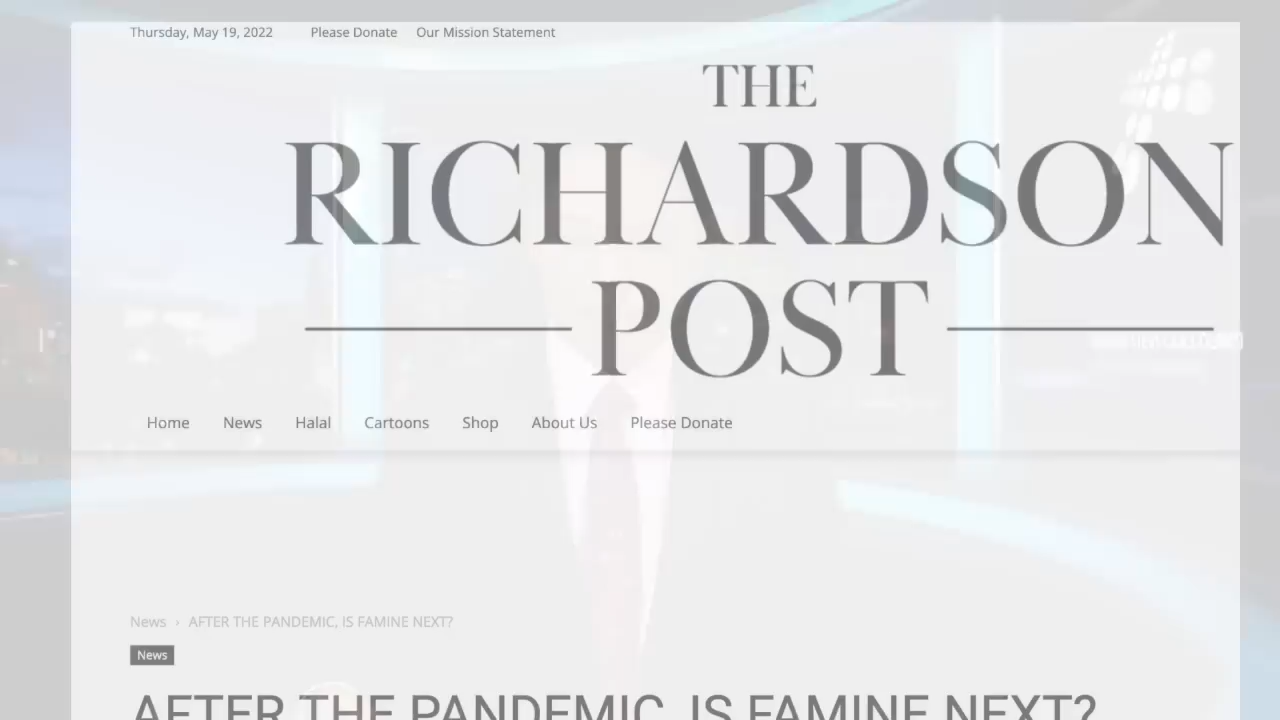 Thursday, May 19, 2022 Please Donate Our Mission Statement
THE
RICHARDSON
POST
Home News Halal Cartoons Shop About Us Please Donate
News › AFTER THE PANDEMIC, IS FAMINE NEXT?
News
AFTER THE PANDEMIC, IS FAMINE NEXT?